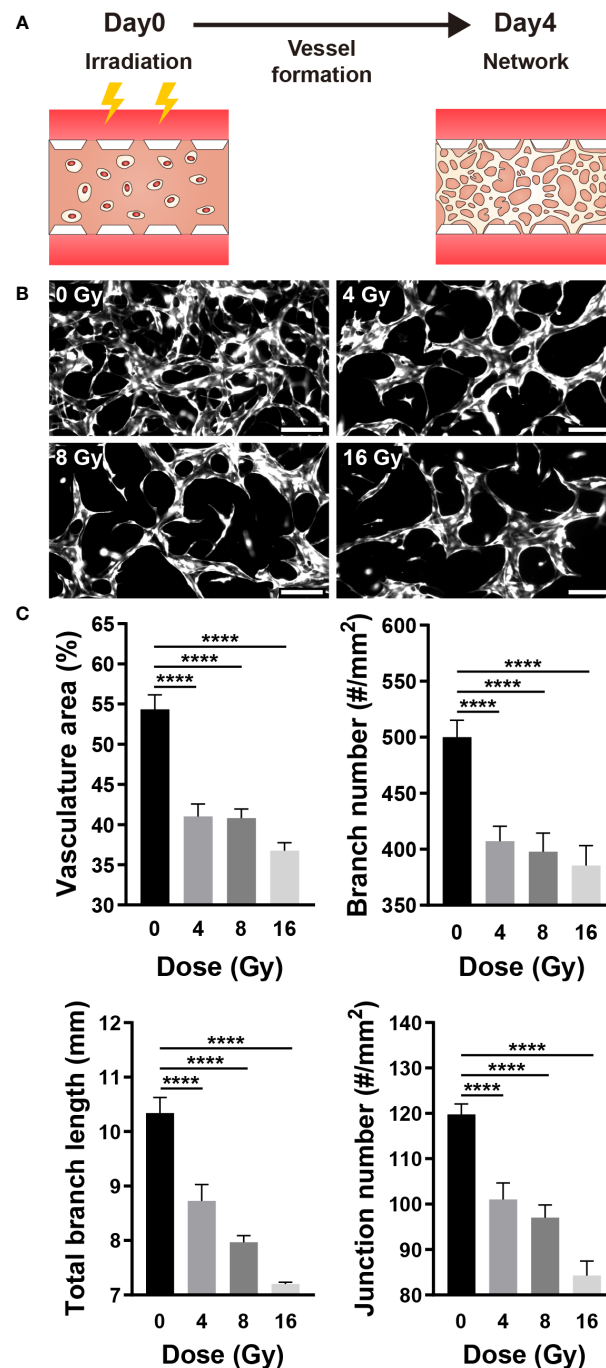 A
Day0
Day4
Irradiation
Vessel
formation
Network
B
0 Gy
4 Gy
8 Gy
16 Gy
C
Vasculature area (%)
55
50
45
40
35
30
65
60
****
****
****
0 4 8 16
Dose (Gy)
Branch number (#/mm²)
600
550
500
450
400
350
****
****
****
0 4 8 16
Dose (Gy)
Total branch length (mm)
12
11
10
9
8
7
****
****
****
0 4 8 16
Dose (Gy)
Junction number (#/mm²)
140
130
120
110
100
90
80
****
****
****
0 4 8 16
Dose (Gy)